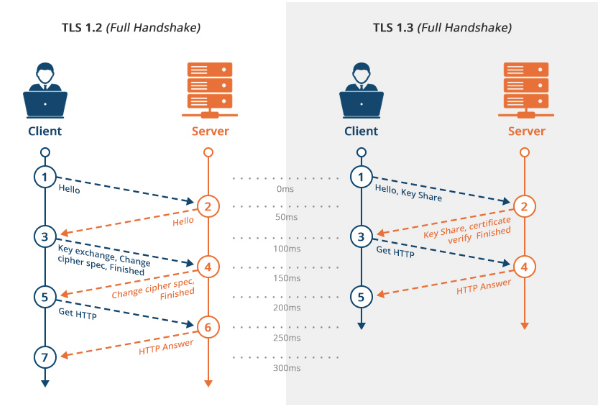 TLS 1.2 (Full Handshake)
Client
Server
1
Hello
2
Hello
3
Key exchange, Change
cipher spec, Finished
4
Change cipher spec,
Finished
5
Get HTTP
6
HTTP Answer
7
0ms
50ms
100ms
150ms
200ms
250ms
300ms
TLS 1.3 (Full Handshake)
Client
Server
1
Hello, Key Share
2
Key Share, certificate
verify Finished
3
Get HTTP
4
HTTP Answer
5